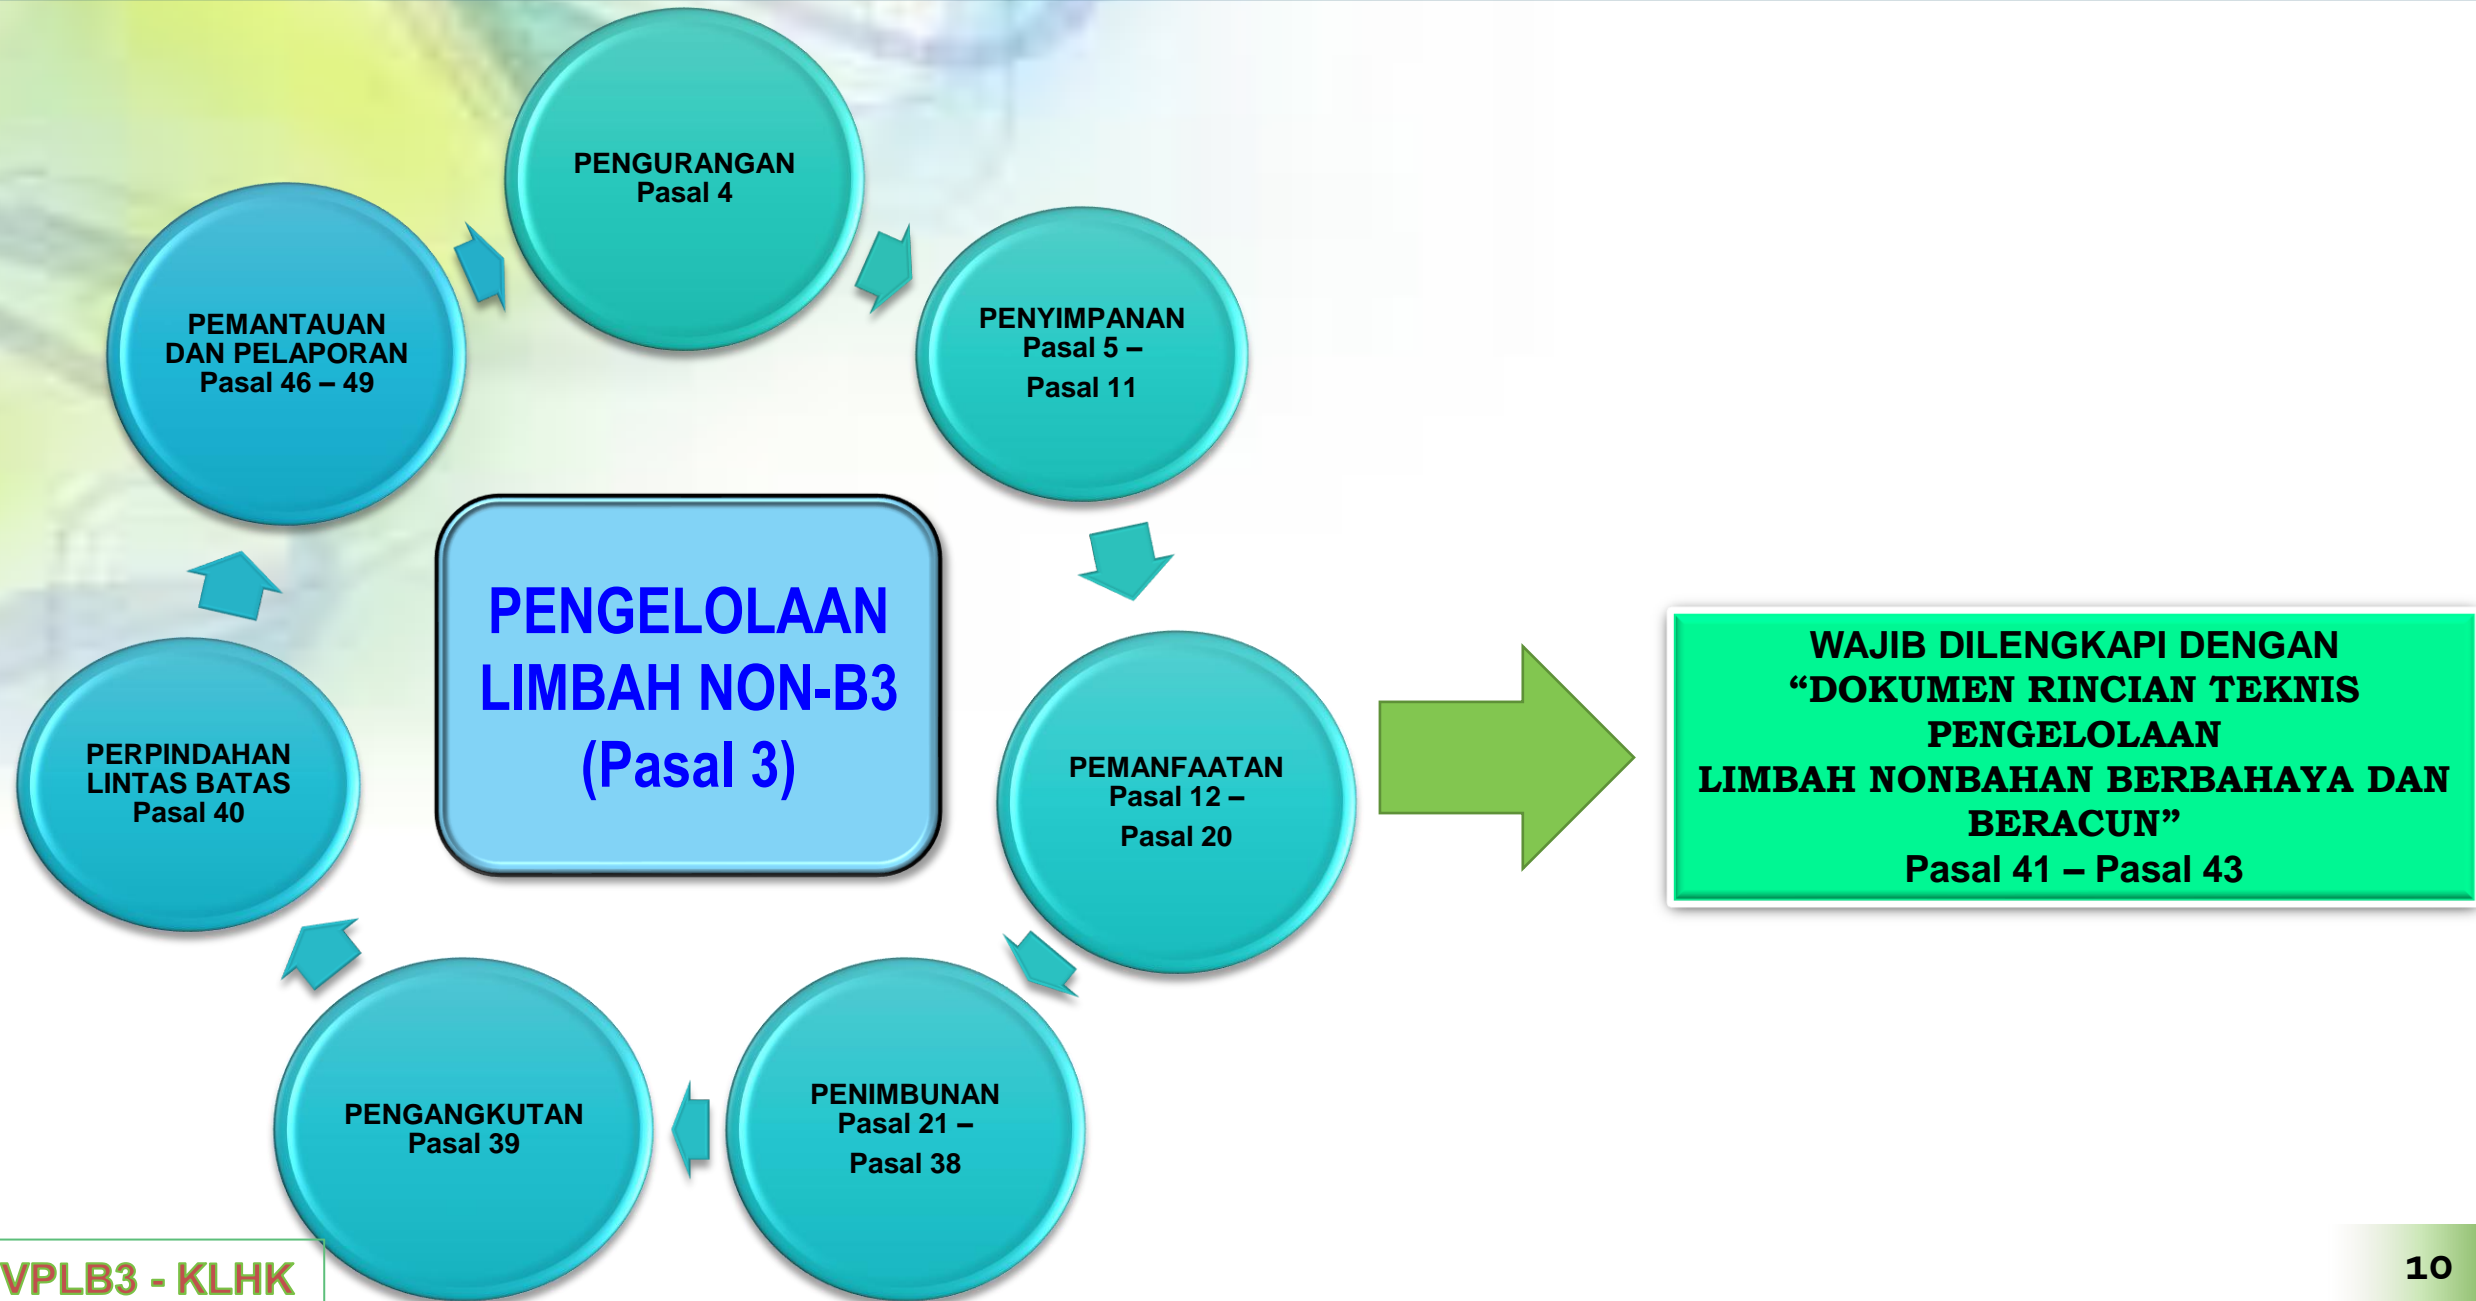 PENGURANGAN
Pasal 4
PENYIMPANAN
Pasal 5 –
Pasal 11
PEMANFAATAN
Pasal 12 –
Pasal 20
PENIMBUNAN
Pasal 21 –
Pasal 38
PENGANGKUTAN
Pasal 39
PERPINDAHAN
LINTAS BATAS
Pasal 40
PEMANTAUAN
DAN PELAPORAN
Pasal 46 – 49
PENGELOLAAN
LIMBAH NON-B3
(Pasal 3)
WAJIB DILENGKAPI DENGAN
“DOKUMEN RINCIAN TEKNIS
PENGELOLAAN
LIMBAH NONBAHAN BERBAHAYA DAN
BERACUN”
Pasal 41 – Pasal 43
VPLB3 - KLHK
10